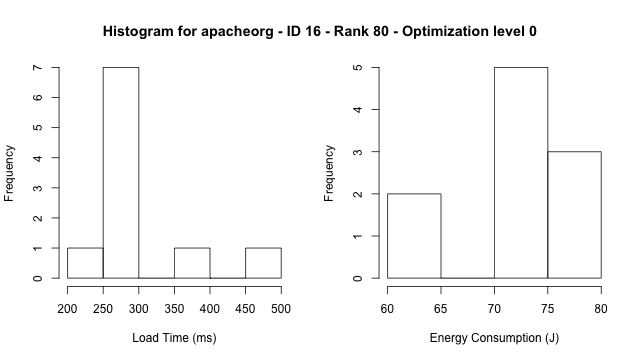 Histogram for apacheorg - ID 16 - Rank 80 - Optimization level 0
Frequency
7
6
5
4
3
2
1
0
200 250 300 350 400 450 500
Load Time (ms)
Frequency
5
4
3
2
1
0
60 65 70 75 80
Energy Consumption (J)